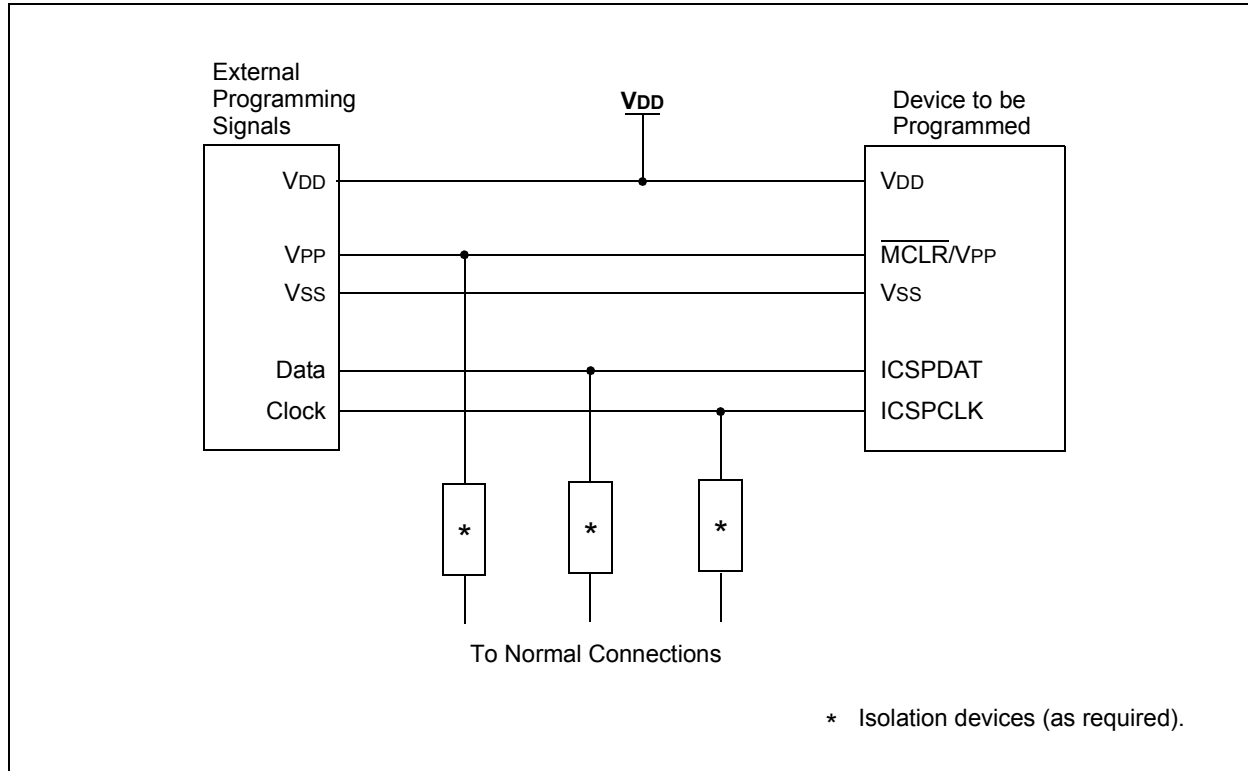 External
Programming
Signals
VDD
Device to be
Programmed
VDD
VDD
VPP
MCLR/VPP
VSS
VSS
Data
ICSPDAT
Clock
ICSPCLK
*
*
*
To Normal Connections
* Isolation devices (as required).